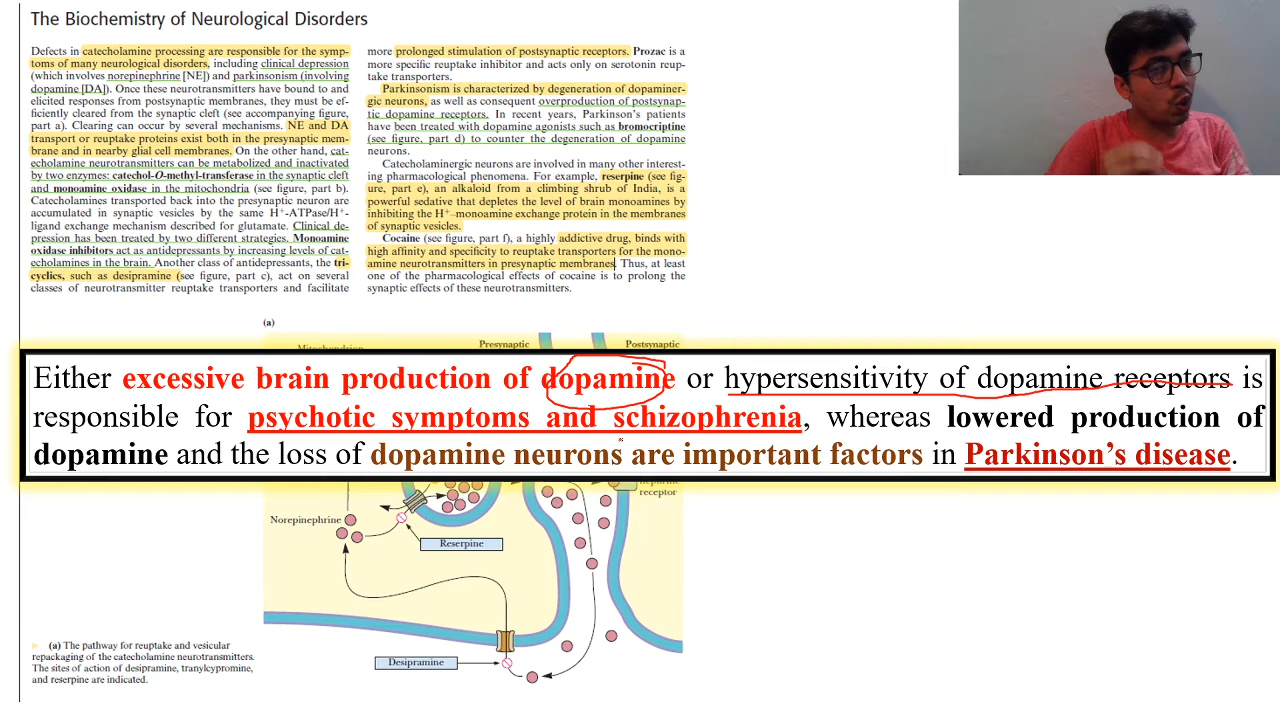 The Biochemistry of Neurological Disorders
Defects in catecholamine processing are responsible for the symp-
toms of many neurological disorders, including clinical depression
(which involves norepinephrine [NE]) and parkinsonism (involving
dopamine [DA]). Once these neurotransmitters have bound to and
elicited responses from postsynaptic membranes, they must be ef-
ficiently cleared from the synaptic cleft (see accompanying figure,
part a). Clearing can occur by several mechanisms. NE and DA
transport or reuptake proteins exist both in the presynaptic mem-
brane and in nearby glial cell membranes. On the other hand, cat-
echolamine neurotransmitters can be metabolized and inactivated
by two enzymes: catechol-O-methyl-transferase in the synaptic cleft
and monoamine oxidase in the mitochondria (see figure, part b).
Catecholamines transported back into the presynaptic neuron are
accumulated in synaptic vesicles by the same H⁺-ATPase/H⁺-
ligand exchange mechanism described for glutamate. Clinical de-
pression has been treated by two different strategies. Monoamine
oxidase inhibitors act as antidepressants by increasing levels of cat-
echolamines in the brain. Another class of antidepressants, the tri-
cyclics, such as desipramine (see figure, part c), act on several
classes of neurotransmitter reuptake transporters and facilitate
more prolonged stimulation of postsynaptic receptors. Prozac is a
more specific reuptake inhibitor and acts only on serotonin reup-
take transporters.
Parkinsonism is characterized by degeneration of dopaminer-
gic neurons, as well as consequent overproduction of postsynap-
tic dopamine receptors. In recent years, Parkinson's patients
have been treated with dopamine agonists such as bromocriptine
(see figure, part d) to counter the degeneration of dopamine
neurons.
Catecholaminergic neurons are involved in many other interest-
ing pharmacological phenomena. For example, reserpine (see fig-
ure, part e), an alkaloid from a climbing shrub of India, is a
powerful sedative that depletes the level of brain monoamines by
inhibiting the H⁺–monoamine exchange protein in the membranes
of synaptic vesicles.
Cocaine (see figure, part f), a highly addictive drug, binds with
high affinity and specificity to reuptake transporters for the mono-
amine neurotransmitters in presynaptic membranes. Thus, at least
one of the pharmacological effects of cocaine is to prolong the
synaptic effects of these neurotransmitters.
(a)
Mitochondrion
Presynaptic
Postsynaptic
Either excessive brain production of dopamine or hypersensitivity of dopamine receptors is
responsible for psychotic symptoms and schizophrenia, whereas lowered production of
dopamine and the loss of dopamine neurons are important factors in Parkinson's disease.
receptor
Norepinephrine
Reserpine
Desipramine
(a) The pathway for reuptake and vesicular
repackaging of the catecholamine neurotransmitters.
The sites of action of desipramine, tranylcypromine,
and reserpine are indicated.